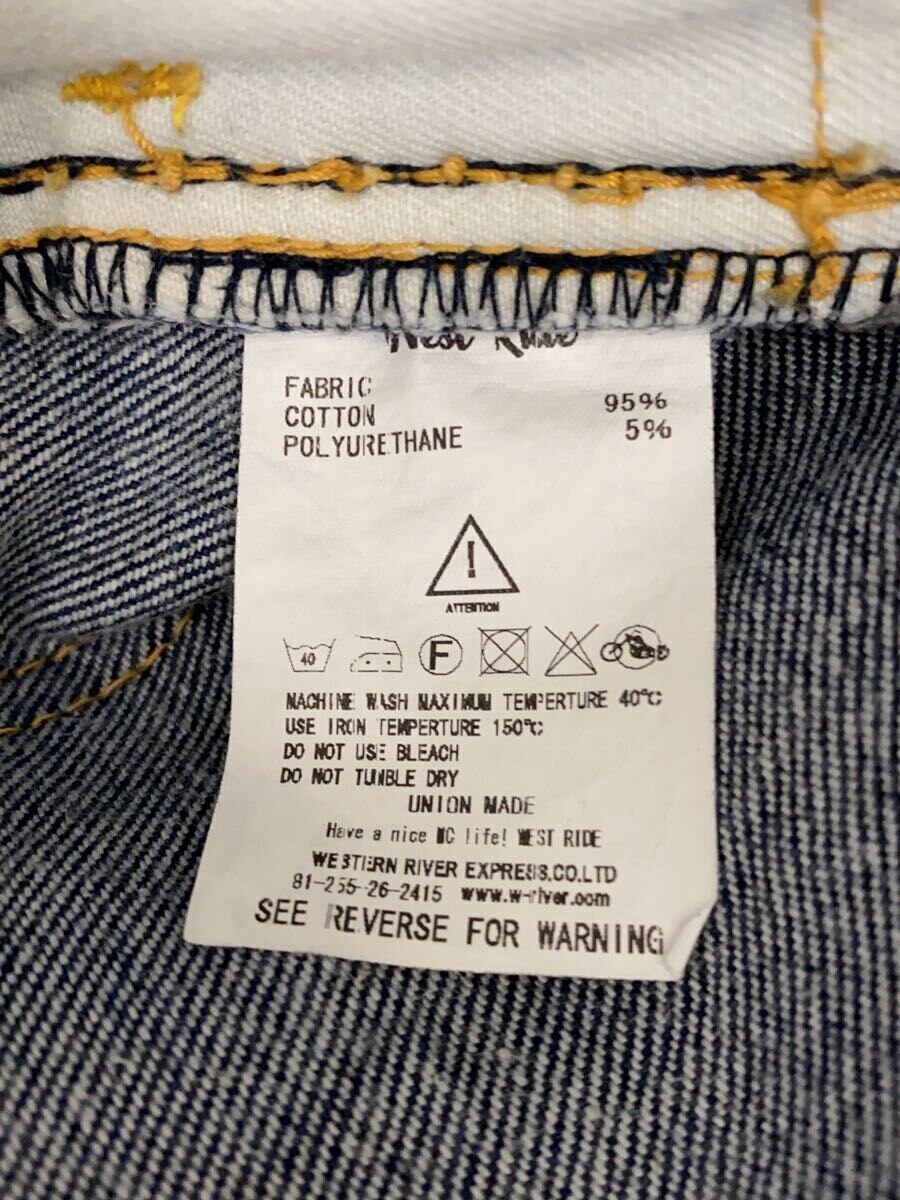 West Ride
FABRIC
COTTON 95%
POLYURETHANE 5%
!
ATTENTION
40 F
MACHINE WASH MAXIMUM TEMPERTURE 40℃
USE IRON TEMPERTURE 150℃
DO NOT USE BLEACH
DO NOT TUMBLE DRY
UNION MADE
Have a nice MC life! WEST RIDE
WESTERN RIVER EXPRESS.CO.LTD
81-255-26-2415 www.w-river.com
SEE REVERSE FOR WARNING